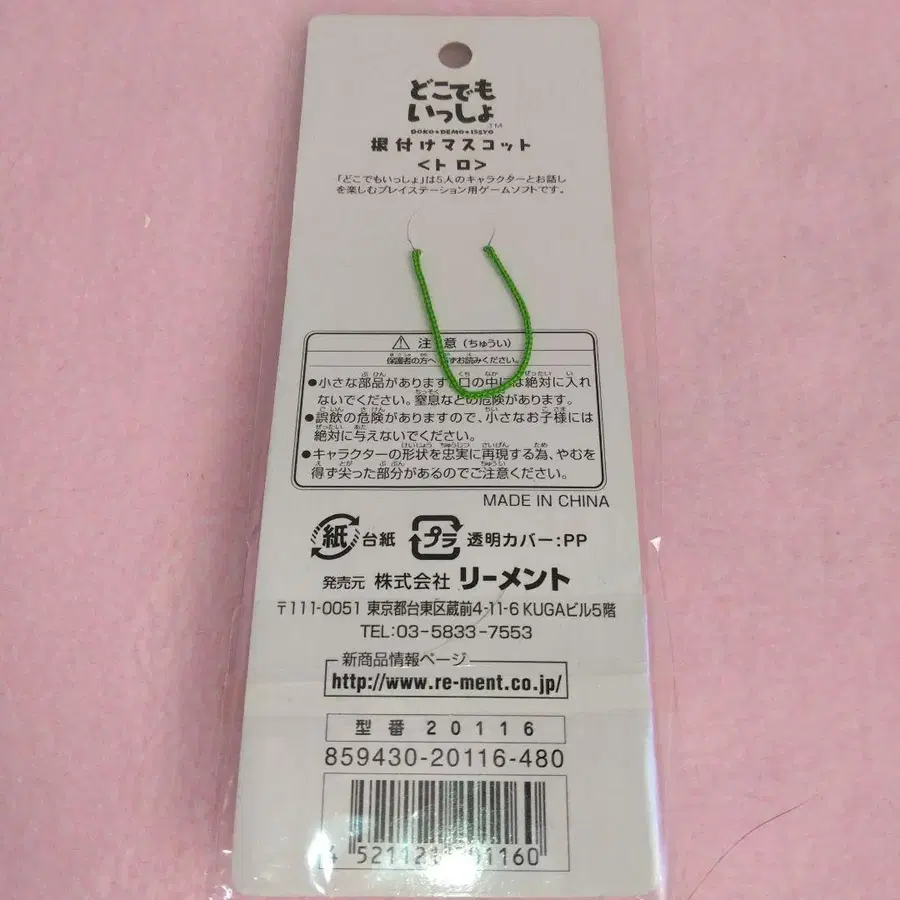 どこでも
いっしょ
TM
DOKO★DEMO★ISSYO
根付けマスコット
<トロ>
「どこでもいっしょ」は5人のキャラクターとお話し
を楽しむプレイステーション用ゲームソフトです。
注意（ちゅうい）
保護者の方へ ずお読みください。
●小さな部品があります。口の中には絶対に入れ
ないでください。窒息などの危険があります。
●誤飲の危険がありますので、小さなお子様には
絶対に与えないでください。
●キャラクターの形状を忠実に再現する為、やむを
得ず尖った部分があるのでご注意ください。
MADE IN CHINA
紙 台紙 プラ 透明カバー:PP
発売元 株式会社 リーメント
〒111-0051 東京都台東区蔵前4-11-6 KUGAビル5階
TEL:03-5833-7553
新商品情報ページ
http://www.re-ment.co.jp/
型番 20116
859430-20116-480
4 521121 01160